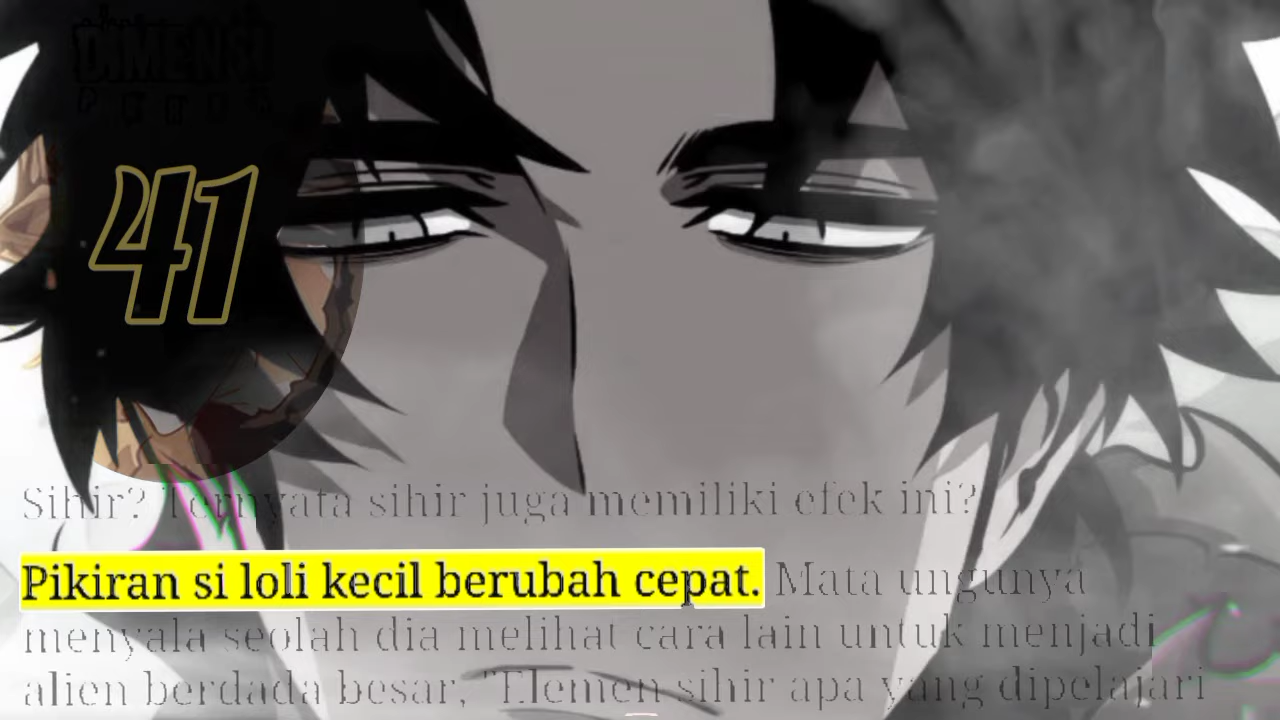 DIMENSI
41
Sihir? Ternyata sihir juga memiliki efek ini?
Pikiran si loli kecil berubah cepat. Mata ungunya
menyala seolah dia melihat cara lain untuk menjadi
alien berdada besar, "Elemen sihir apa yang dipelajari